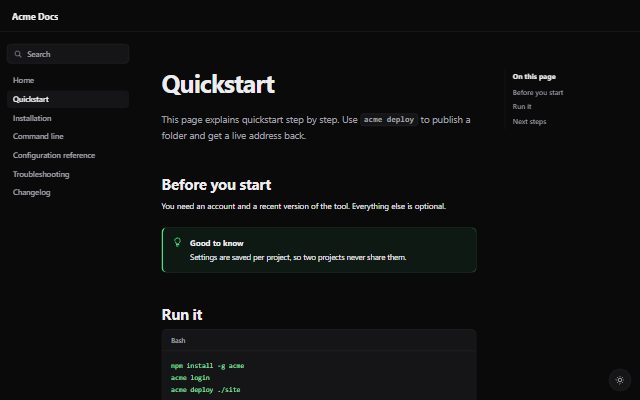 Acme Docs
Search
Home
Quickstart
Installation
Command line
Configuration reference
Troubleshooting
Changelog
Quickstart
This page explains quickstart step by step. Use acme deploy to publish a
folder and get a live address back.
Before you start
You need an account and a recent version of the tool. Everything else is optional.
Good to know
Settings are saved per project, so two projects never share them.
Run it
Bash
npm install -g acme
acme login
acme deploy ./site
On this page
Before you start
Run it
Next steps